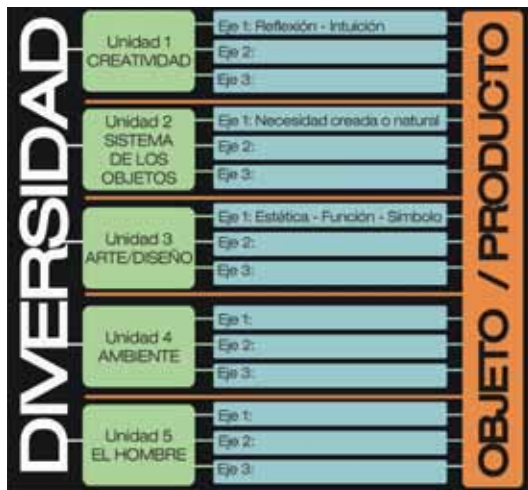 DIVERSIDAD
Unidad 1
CREATIVIDAD
Eje 1: Reflexión - Intuición
Eje 2:
Eje 3:
Unidad 2
SISTEMA
DE LOS
OBJETOS
Eje 1: Necesidad creada o natural
Eje 2:
Eje 3:
Unidad 3
ARTE/DISEÑO
Eje 1: Estática - Función - Símbolo
Eje 2:
Eje 3:
Unidad 4
AMBIENTE
Eje 1:
Eje 2:
Eje 3:
Unidad 5
EL HOMBRE
Eje 1:
Eje 2:
Eje 3:
OBJETO / PRODUCTO